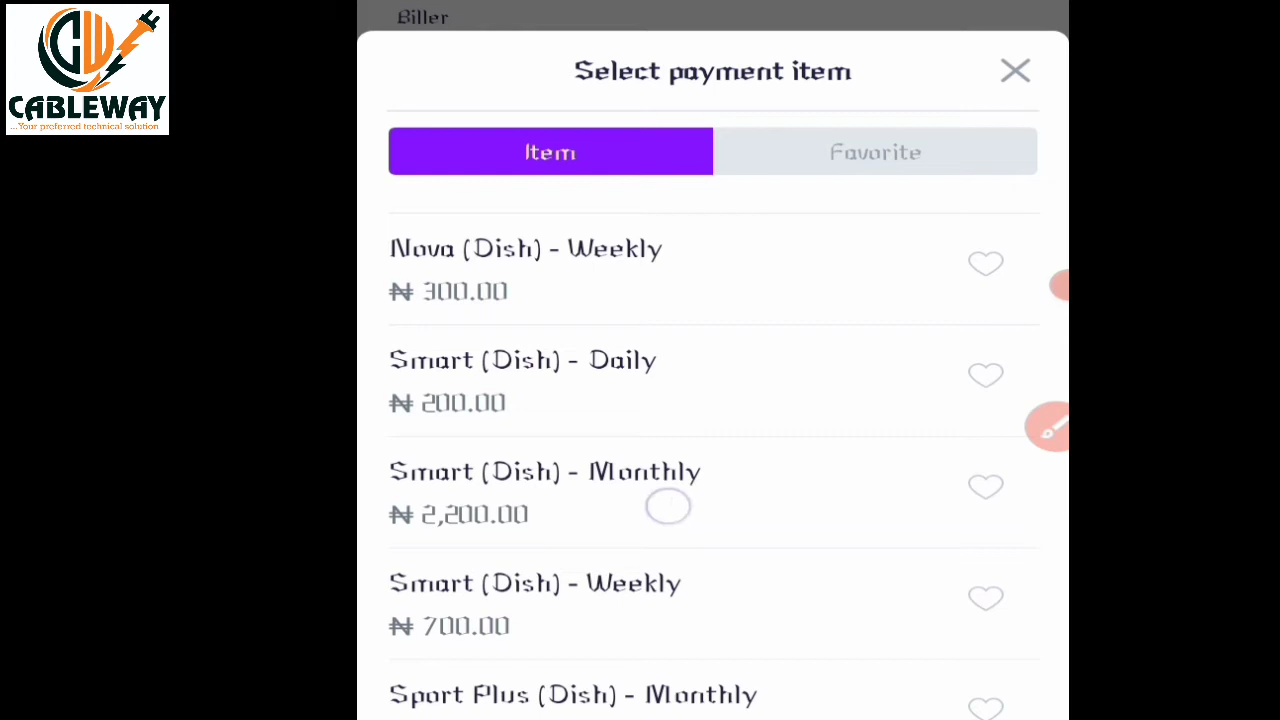 CW
CABLEWAY
...Your preferred technical solution
Biller
Select payment item
Item
Favorite
Nova (Dish) - Weekly
₦ 300.00
Smart (Dish) - Daily
₦ 200.00
Smart (Dish) - Monthly
₦ 2,200.00
Smart (Dish) - Weekly
₦ 700.00
Sport Plus (Dish) - Monthly